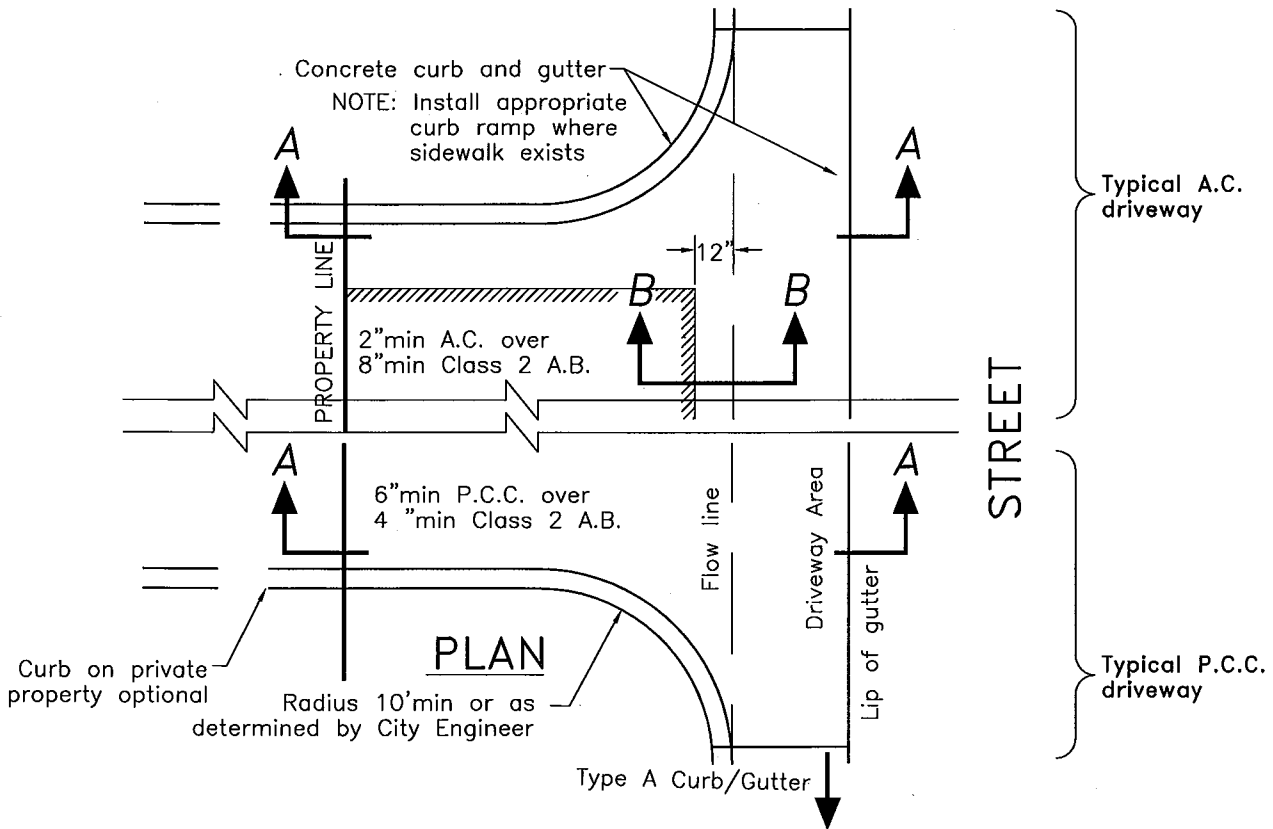 Concrete curb and gutter
NOTE: Install appropriate
curb ramp where
sidewalk exists
A
A
Typical A.C.
driveway
12"
PROPERTY LINE
B
B
2"min A.C. over
8"min Class 2 A.B.
STREET
A
A
6"min P.C.C. over
4 "min Class 2 A.B.
Flow line
Driveway Area
Lip of gutter
PLAN
Curb on private
property optional
Radius 10'min or as
determined by City Engineer
Typical P.C.C.
driveway
Type A Curb/Gutter